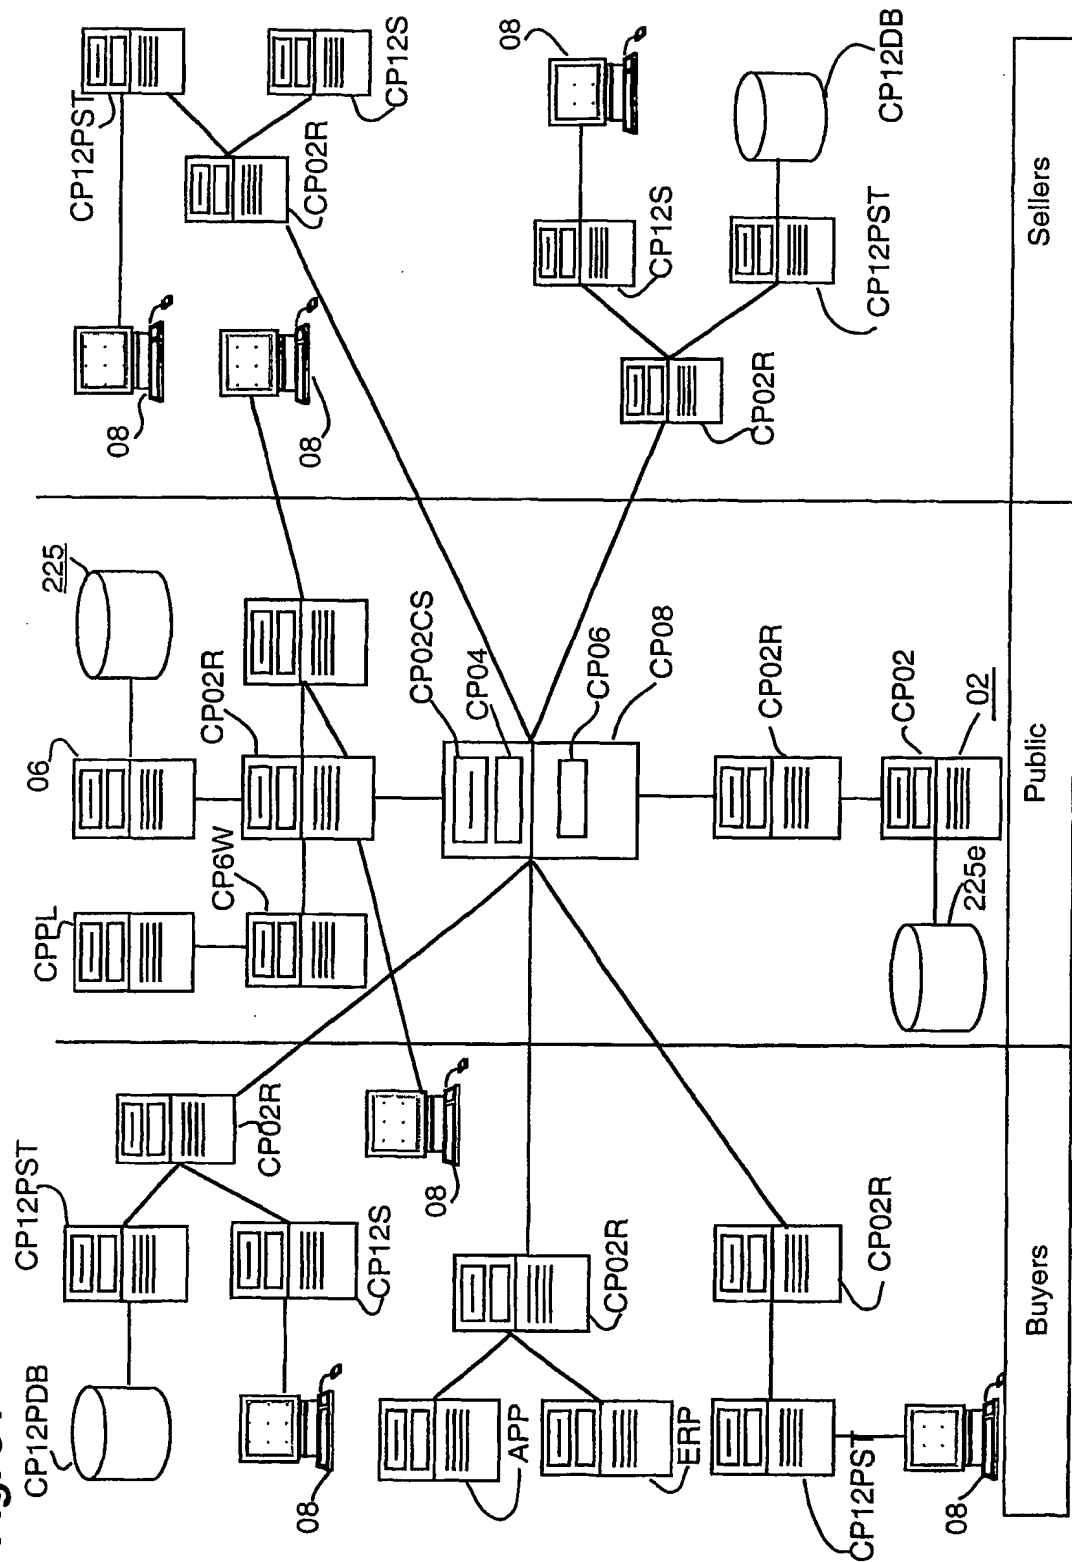 CP12PST
CP12S
CP02R
08
08
08
CP12S
CP12DB
CP12PST
CP02R
Sellers
225
06
CP02R
CP6W
CPPL
CP02CS
CP04
CP06
CP08
CP02R
CP02
02
225e
Public
CP12PST
CP02R
CP12PDB
CP12S
08
08
CP02R
APP
ERP
CP02R
CP12PST
08
Buyers